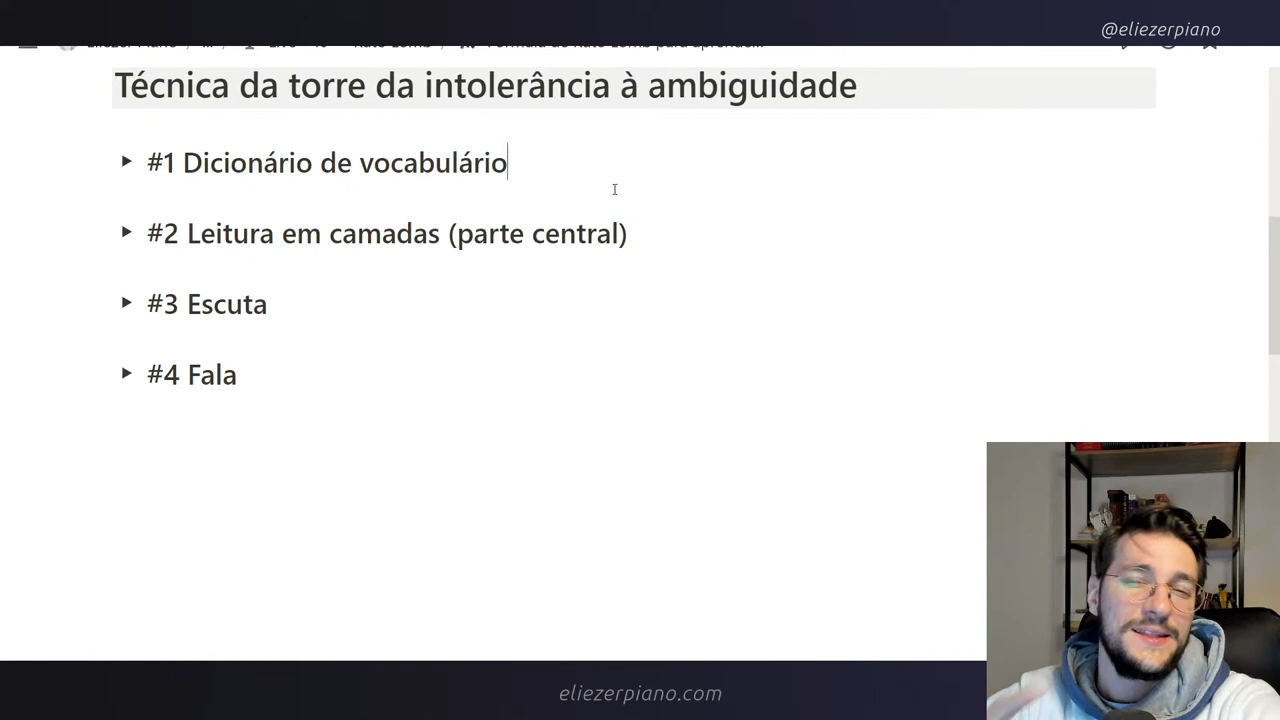 @eliezerpiano
Técnica da torre da intolerância à ambiguidade
#1 Dicionário de vocabulário
#2 Leitura em camadas (parte central)
#3 Escuta
#4 Fala
eliezerpiano.com